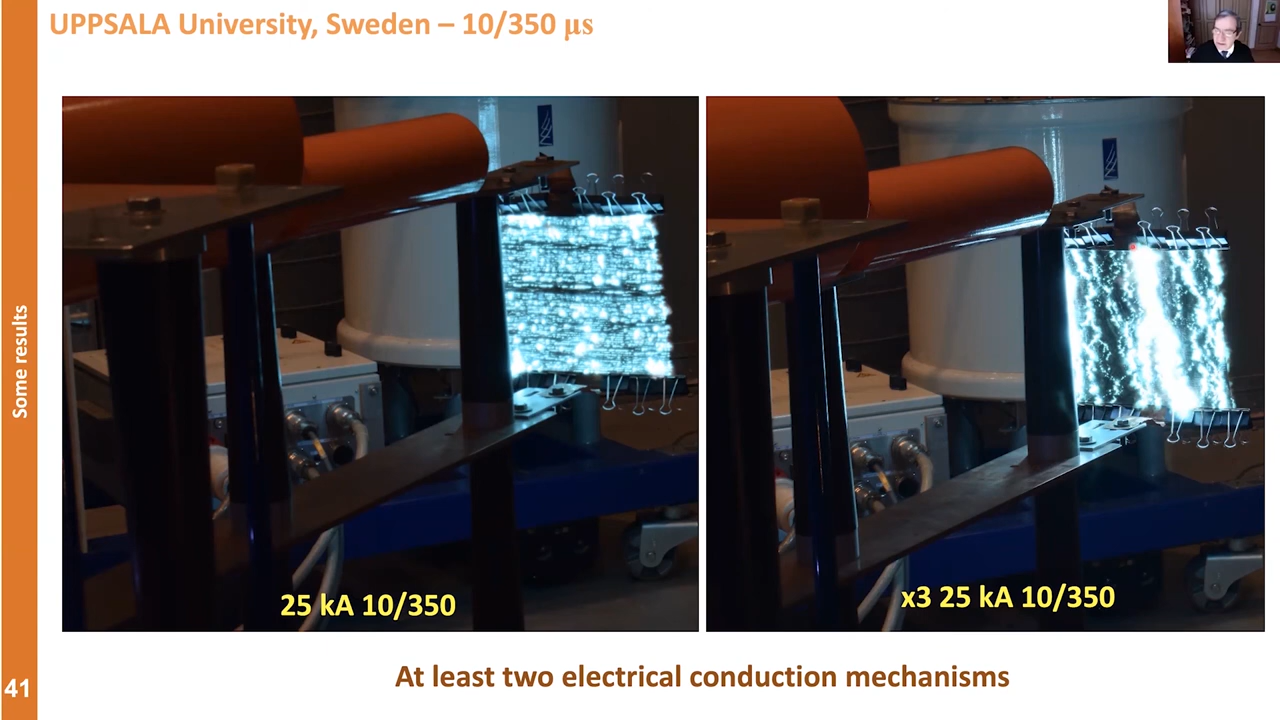 UPPSALA University, Sweden – 10/350 µs
25 kA 10/350
x3 25 kA 10/350
At least two electrical conduction mechanisms
Some results
41